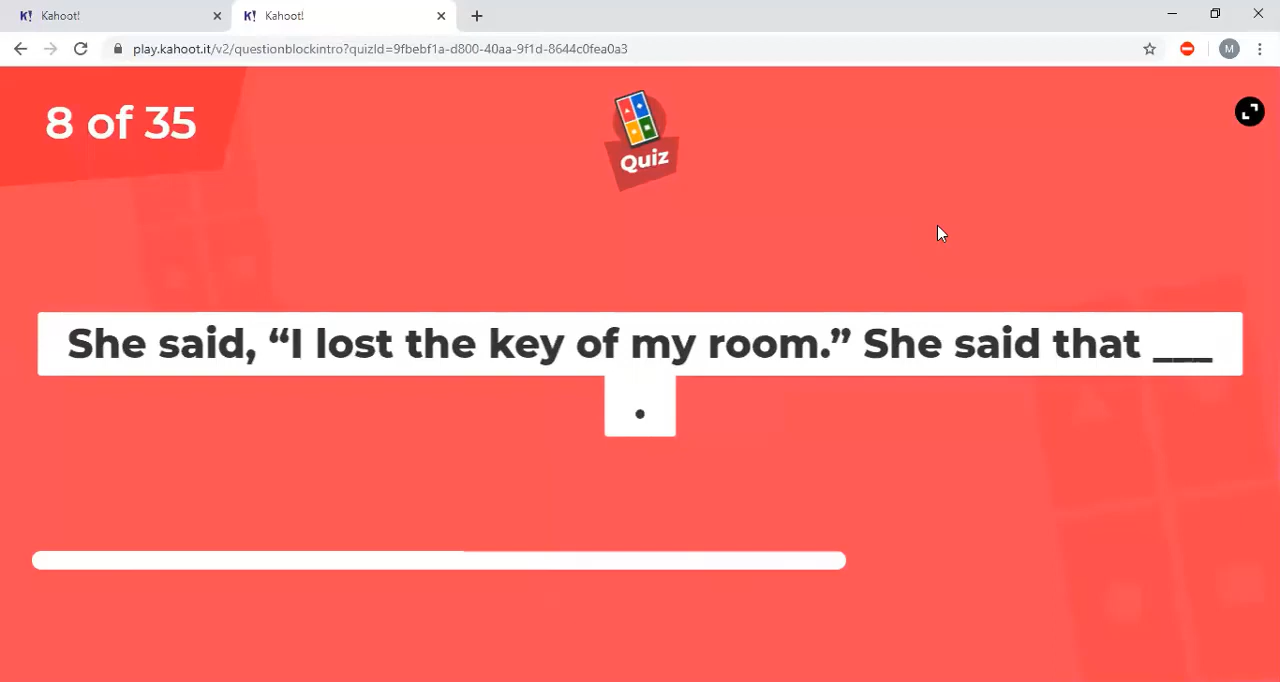 Kahoot!
Kahoot!
play.kahoot.it/v2/questionblockintro?quizId=9fbebf1a-d800-40aa-9f1d-8644c0fea0a3
M
8 of 35
Quiz
She said, “I lost the key of my room.” She said that ___
.